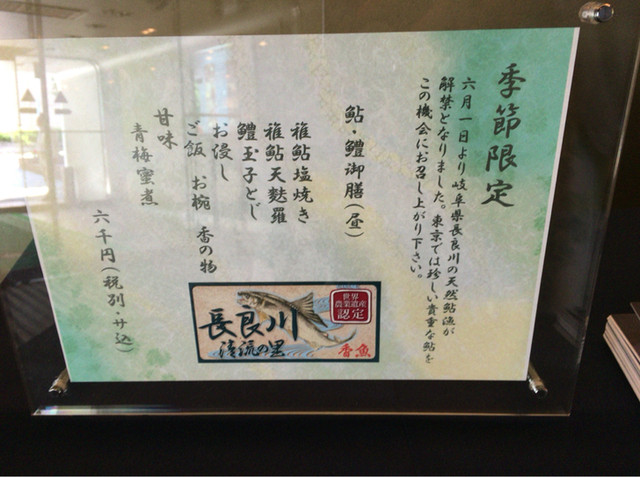 季節限定
六月一日より岐阜県長良川の天然鮎漁が
解禁となりました。東京では珍しい貴重な鮎を
この機会にお召し上がり下さい。
鮎・鱧御膳(昼)
稚鮎塩焼き
稚鮎天麩羅
鱧玉子とじ
お浸し
ご飯 お椀 香の物
甘味
青梅蜜煮
六千円(税別・サ込)
世界
農業遺産
認定
長良川
清流の里
香魚